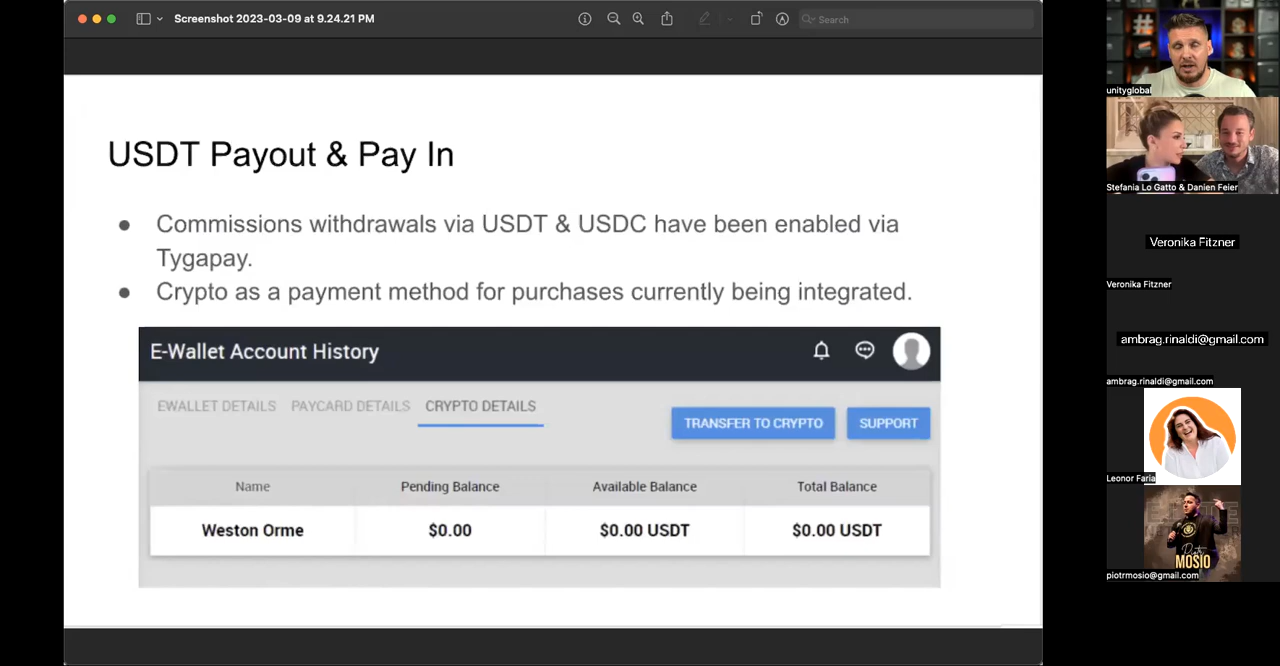 Screenshot 2023-03-09 at 9.24.21 PM
Search
USDT Payout & Pay In
Commissions withdrawals via USDT & USDC have been enabled via
Tygapay.
Crypto as a payment method for purchases currently being integrated.
E-Wallet Account History
EWALLET DETAILS PAYCARD DETAILS CRYPTO DETAILS
TRANSFER TO CRYPTO SUPPORT
Name Pending Balance Available Balance Total Balance
Weston Orme $0.00 $0.00 USDT $0.00 USDT
#
unityglobal
Stefania Lo Gatto & Danien Feier
Veronika Fitzner
Veronika Fitzner
ambrag.rinaldi@gmail.com
ambrag.rinaldi@gmail.com
Leonor Faria
Piotr
MOSIO
piotrmosio@gmail.com